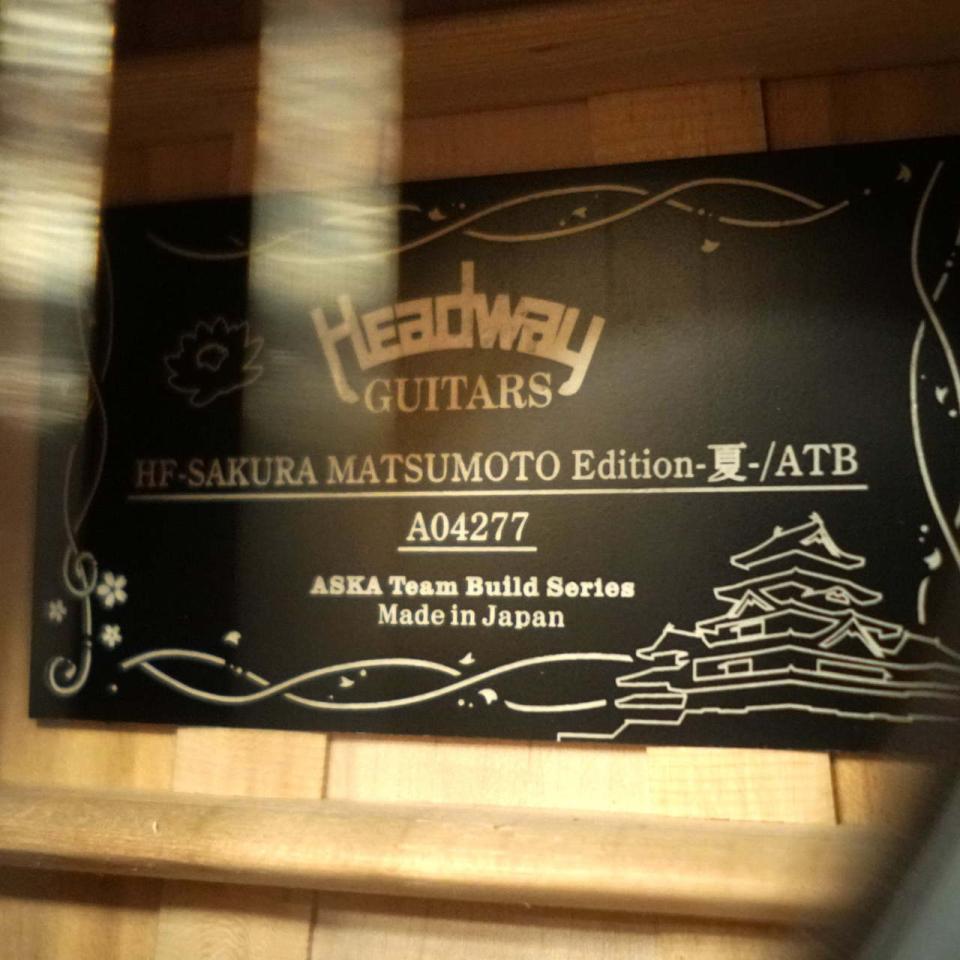 Headway
GUITARS
HF-SAKURA MATSUMOTO Edition-夏-/ATB
A04277
ASKA Team Build Series
Made in Japan